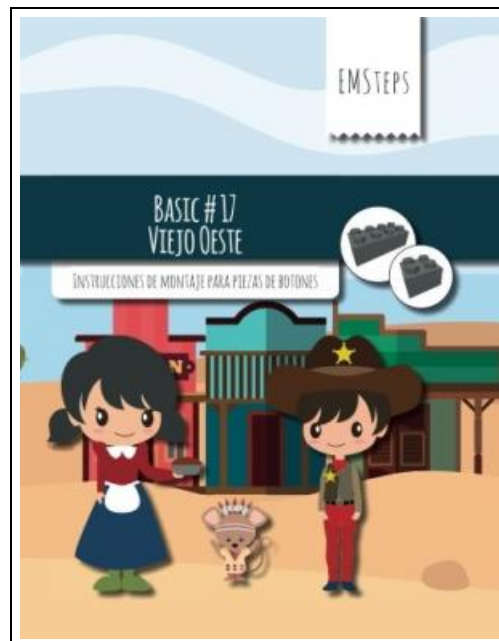 EMSTEPS
BASIC # 17
VIEJO OESTE
INSTRUCCIONES DE MONTAJE PARA PIEZAS DE BOTONES
N